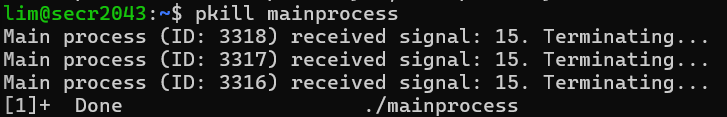 lim@secr2043:~$ pkill mainprocess
Main process (ID: 3318) received signal: 15. Terminating...
Main process (ID: 3317) received signal: 15. Terminating...
Main process (ID: 3316) received signal: 15. Terminating...
[1]+  Done                    ./mainprocess